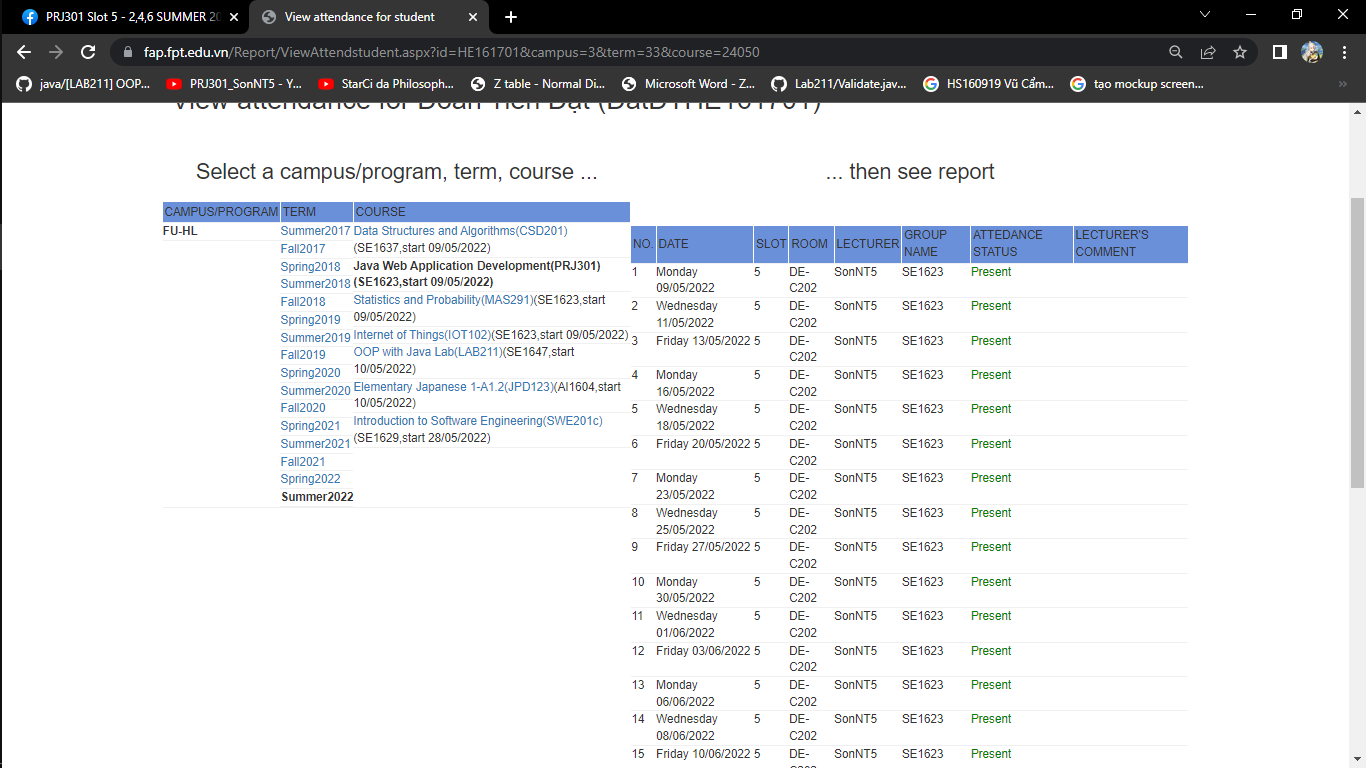 PRJ301 Slot 5 - 2,4,6 SUMMER 20
View attendance for student
fap.fpt.edu.vn/Report/ViewAttendstudent.aspx?id=HE161701&campus=3&term=33&course=24050
java/[LAB211] OOP...
PRJ301_SonNT5 - Y...
StarCi da Philosoph...
Z table - Normal Di...
Microsoft Word - Z...
Lab211/Validate.jav...
HS160919 Vũ Cẩm...
tạo mockup screen...
»
View attendance for Đoàn Tiến Đạt (DatDTHE161701)
Select a campus/program, term, course ...
CAMPUS/PROGRAM TERM COURSE
FU-HL
Summer2017
Fall2017
Spring2018
Summer2018
Fall2018
Spring2019
Summer2019
Fall2019
Spring2020
Summer2020
Fall2020
Spring2021
Summer2021
Fall2021
Spring2022
Summer2022
Data Structures and Algorithms(CSD201)
(SE1637,start 09/05/2022)
Java Web Application Development(PRJ301)
(SE1623,start 09/05/2022)
Statistics and Probability(MAS291)(SE1623,start
09/05/2022)
Internet of Things(IOT102)(SE1623,start 09/05/2022)
OOP with Java Lab(LAB211)(SE1647,start
10/05/2022)
Elementary Japanese 1-A1.2(JPD123)(AI1604,start
10/05/2022)
Introduction to Software Engineering(SWE201c)
(SE1629,start 28/05/2022)
... then see report
NO. DATE SLOT ROOM LECTURER GROUP NAME ATTEDANCE STATUS LECTURER'S COMMENT
1 Monday 09/05/2022 5 DE-C202 SonNT5 SE1623 Present
2 Wednesday 11/05/2022 5 DE-C202 SonNT5 SE1623 Present
3 Friday 13/05/2022 5 DE-C202 SonNT5 SE1623 Present
4 Monday 16/05/2022 5 DE-C202 SonNT5 SE1623 Present
5 Wednesday 18/05/2022 5 DE-C202 SonNT5 SE1623 Present
6 Friday 20/05/2022 5 DE-C202 SonNT5 SE1623 Present
7 Monday 23/05/2022 5 DE-C202 SonNT5 SE1623 Present
8 Wednesday 25/05/2022 5 DE-C202 SonNT5 SE1623 Present
9 Friday 27/05/2022 5 DE-C202 SonNT5 SE1623 Present
10 Monday 30/05/2022 5 DE-C202 SonNT5 SE1623 Present
11 Wednesday 01/06/2022 5 DE-C202 SonNT5 SE1623 Present
12 Friday 03/06/2022 5 DE-C202 SonNT5 SE1623 Present
13 Monday 06/06/2022 5 DE-C202 SonNT5 SE1623 Present
14 Wednesday 08/06/2022 5 DE-C202 SonNT5 SE1623 Present
15 Friday 10/06/2022 5 DE-C202 SonNT5 SE1623 Present